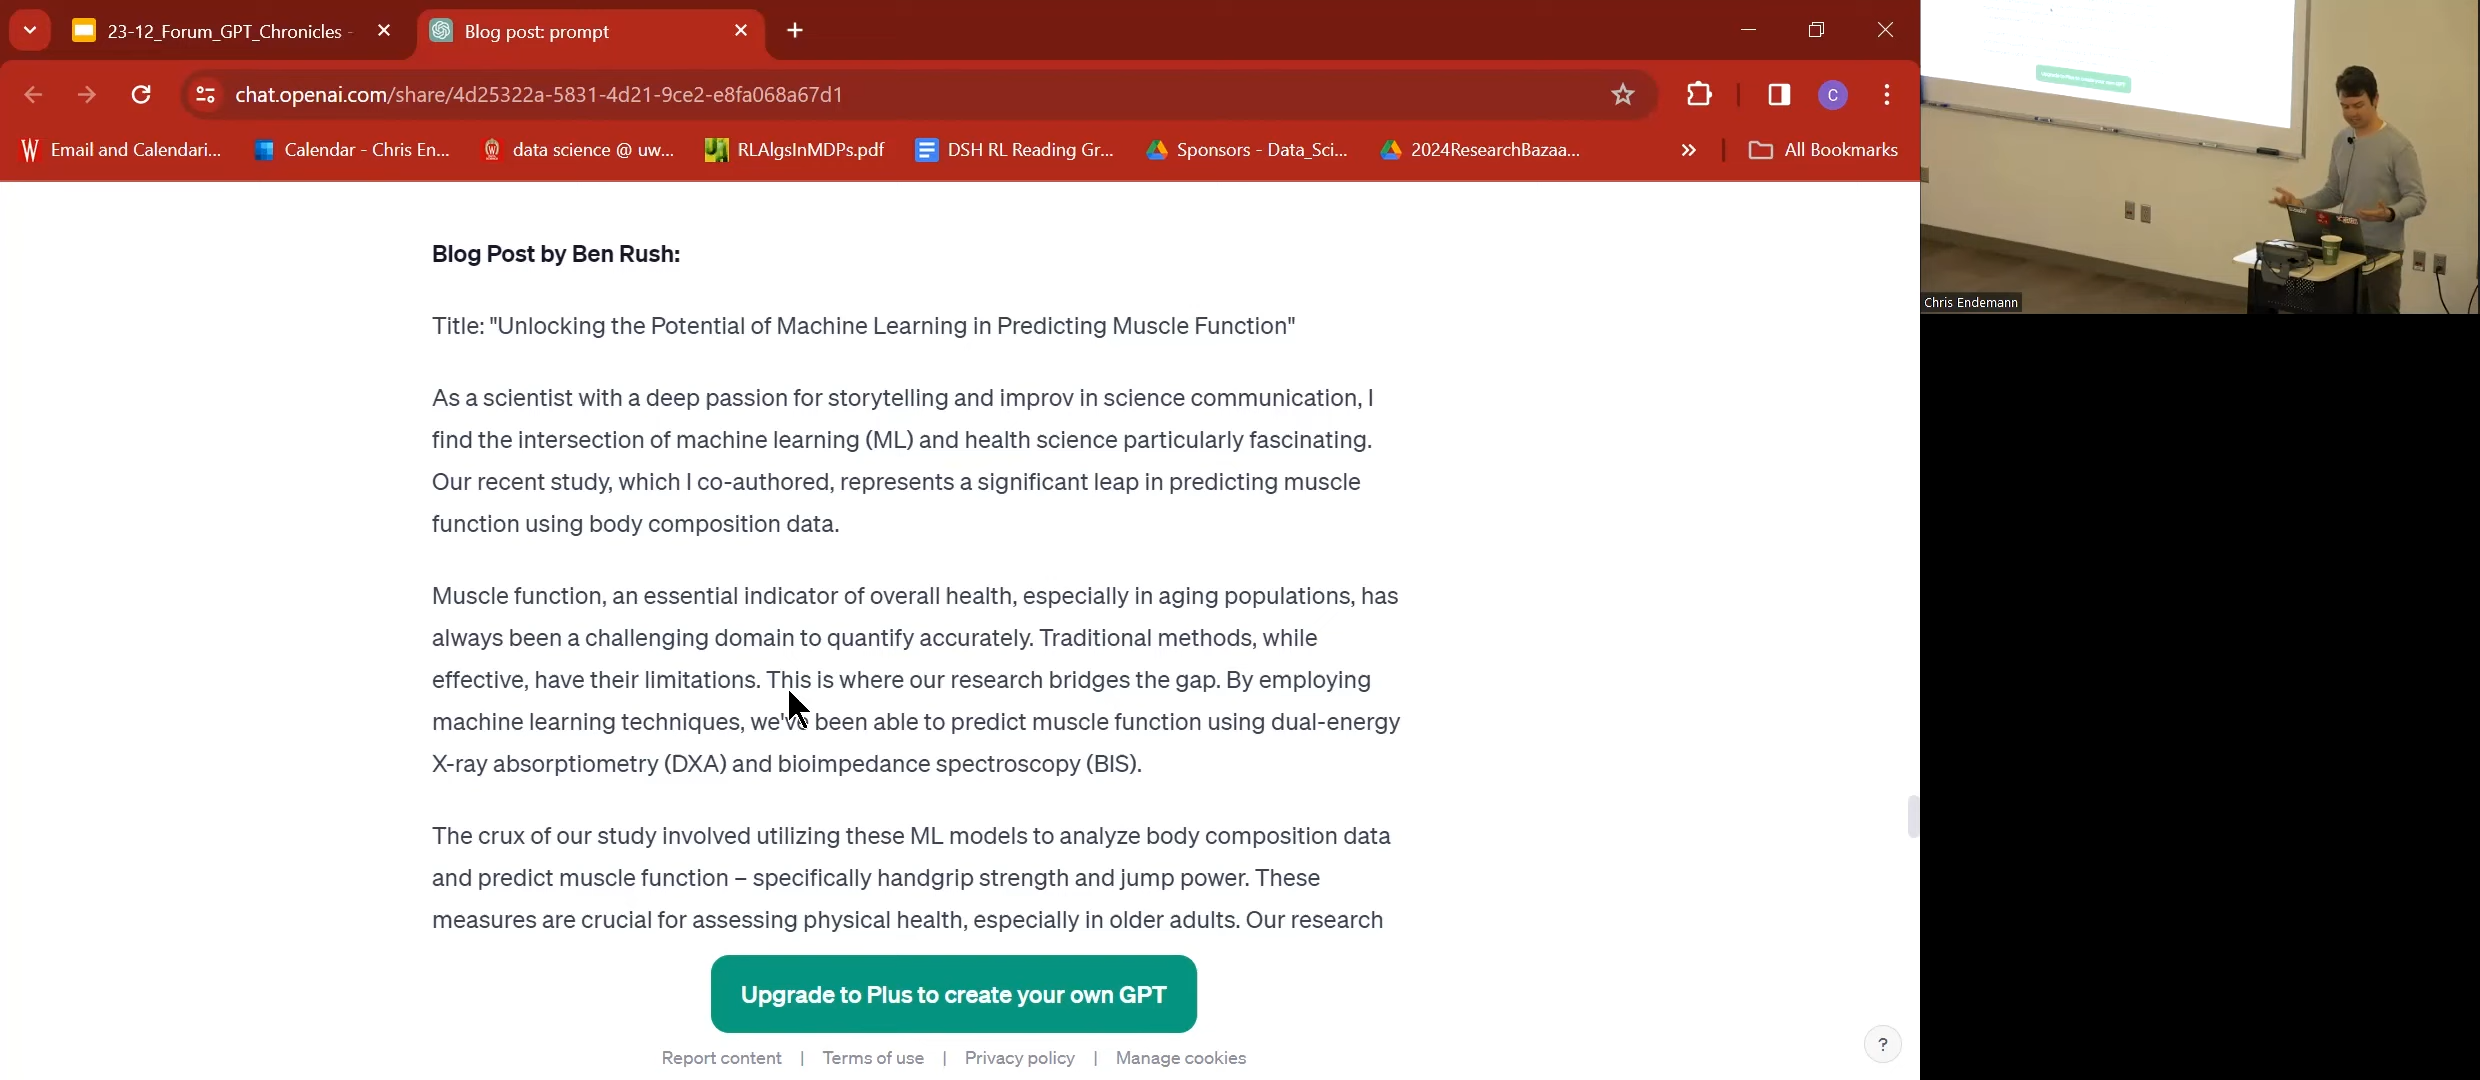 23-12_Forum_GPT_Chronicles -
Blog post: prompt
chat.openai.com/share/4d25322a-5831-4d21-9ce2-e8fa068a67d1
C
Email and Calendari...
Calendar - Chris En...
data science @ uw...
RLAlgsInMDPs.pdf
DSH RL Reading Gr...
Sponsors - Data_Sci...
2024ResearchBazaa...
All Bookmarks
Blog Post by Ben Rush:
Title: "Unlocking the Potential of Machine Learning in Predicting Muscle Function"
As a scientist with a deep passion for storytelling and improv in science communication, I
find the intersection of machine learning (ML) and health science particularly fascinating.
Our recent study, which I co-authored, represents a significant leap in predicting muscle
function using body composition data.
Muscle function, an essential indicator of overall health, especially in aging populations, has
always been a challenging domain to quantify accurately. Traditional methods, while
effective, have their limitations. This is where our research bridges the gap. By employing
machine learning techniques, we've been able to predict muscle function using dual-energy
X-ray absorptiometry (DXA) and bioimpedance spectroscopy (BIS).
The crux of our study involved utilizing these ML models to analyze body composition data
and predict muscle function – specifically handgrip strength and jump power. These
measures are crucial for assessing physical health, especially in older adults. Our research
Upgrade to Plus to create your own GPT
Report content | Terms of use | Privacy policy | Manage cookies
?
Chris Endemann